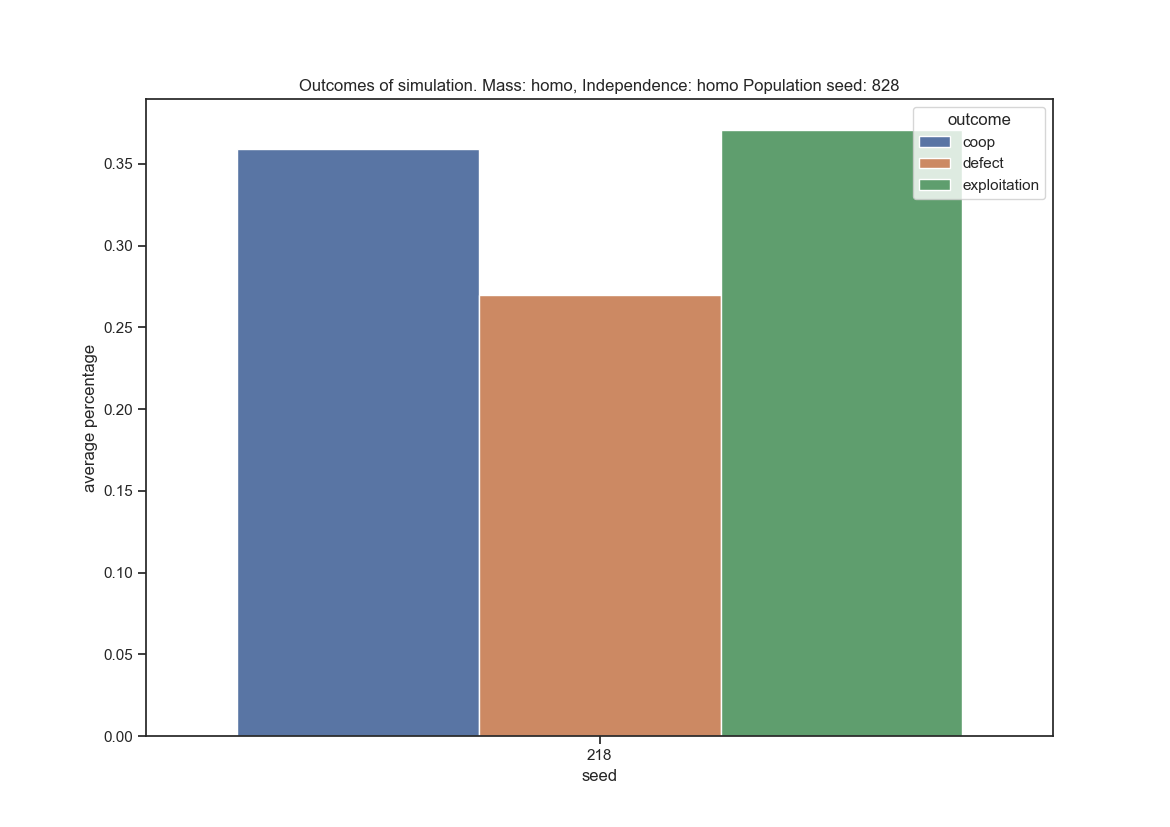 Outcomes of simulation. Mass: homo, Independence: homo Population seed: 828
outcome
coop
defect
exploitation
0.35
0.30
0.25
0.20
0.15
0.10
0.05
0.00
average percentage
218
seed